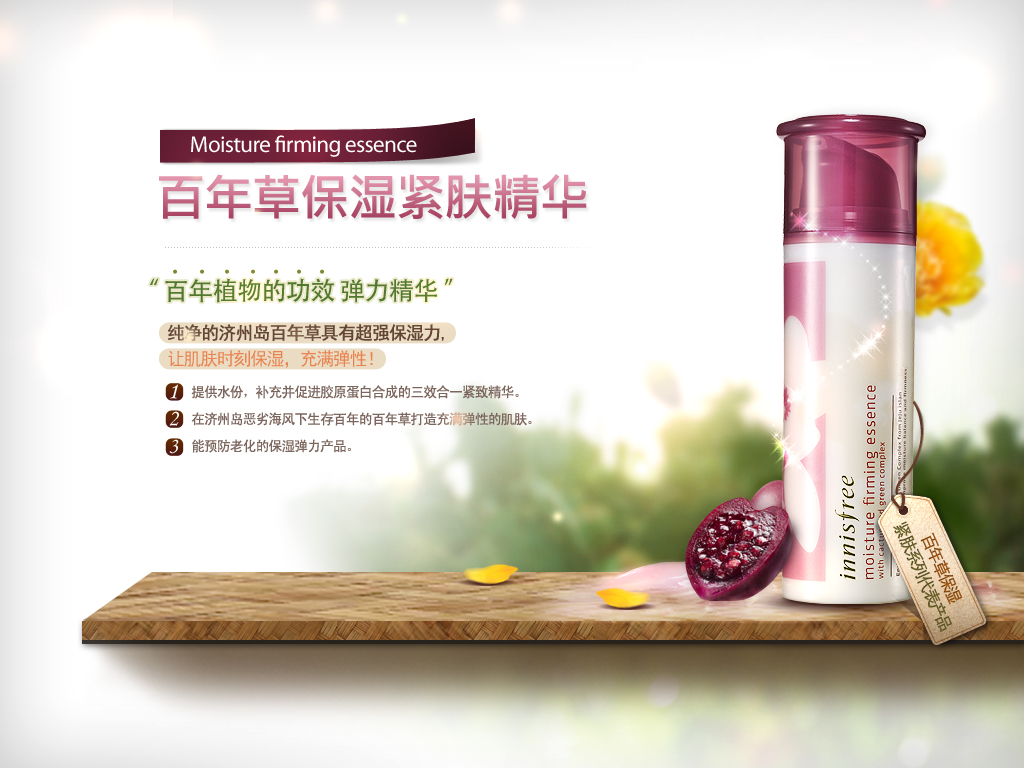 Moisture firming essence
百年草保湿紧肤精华
“百年植物的功效 弹力精华”
纯净的济州岛百年草具有超强保湿力,
让肌肤时刻保湿，充满弹性！
1 提供水份，补充并促进胶原蛋白合成的三效合一紧致精华。
2 在济州岛恶劣海风下生存百年的百年草打造充满弹性的肌肤。
3 能预防老化的保湿弹力产品。
innisfree
moisture firming essence
百年草保湿
紧肤系列代表产品